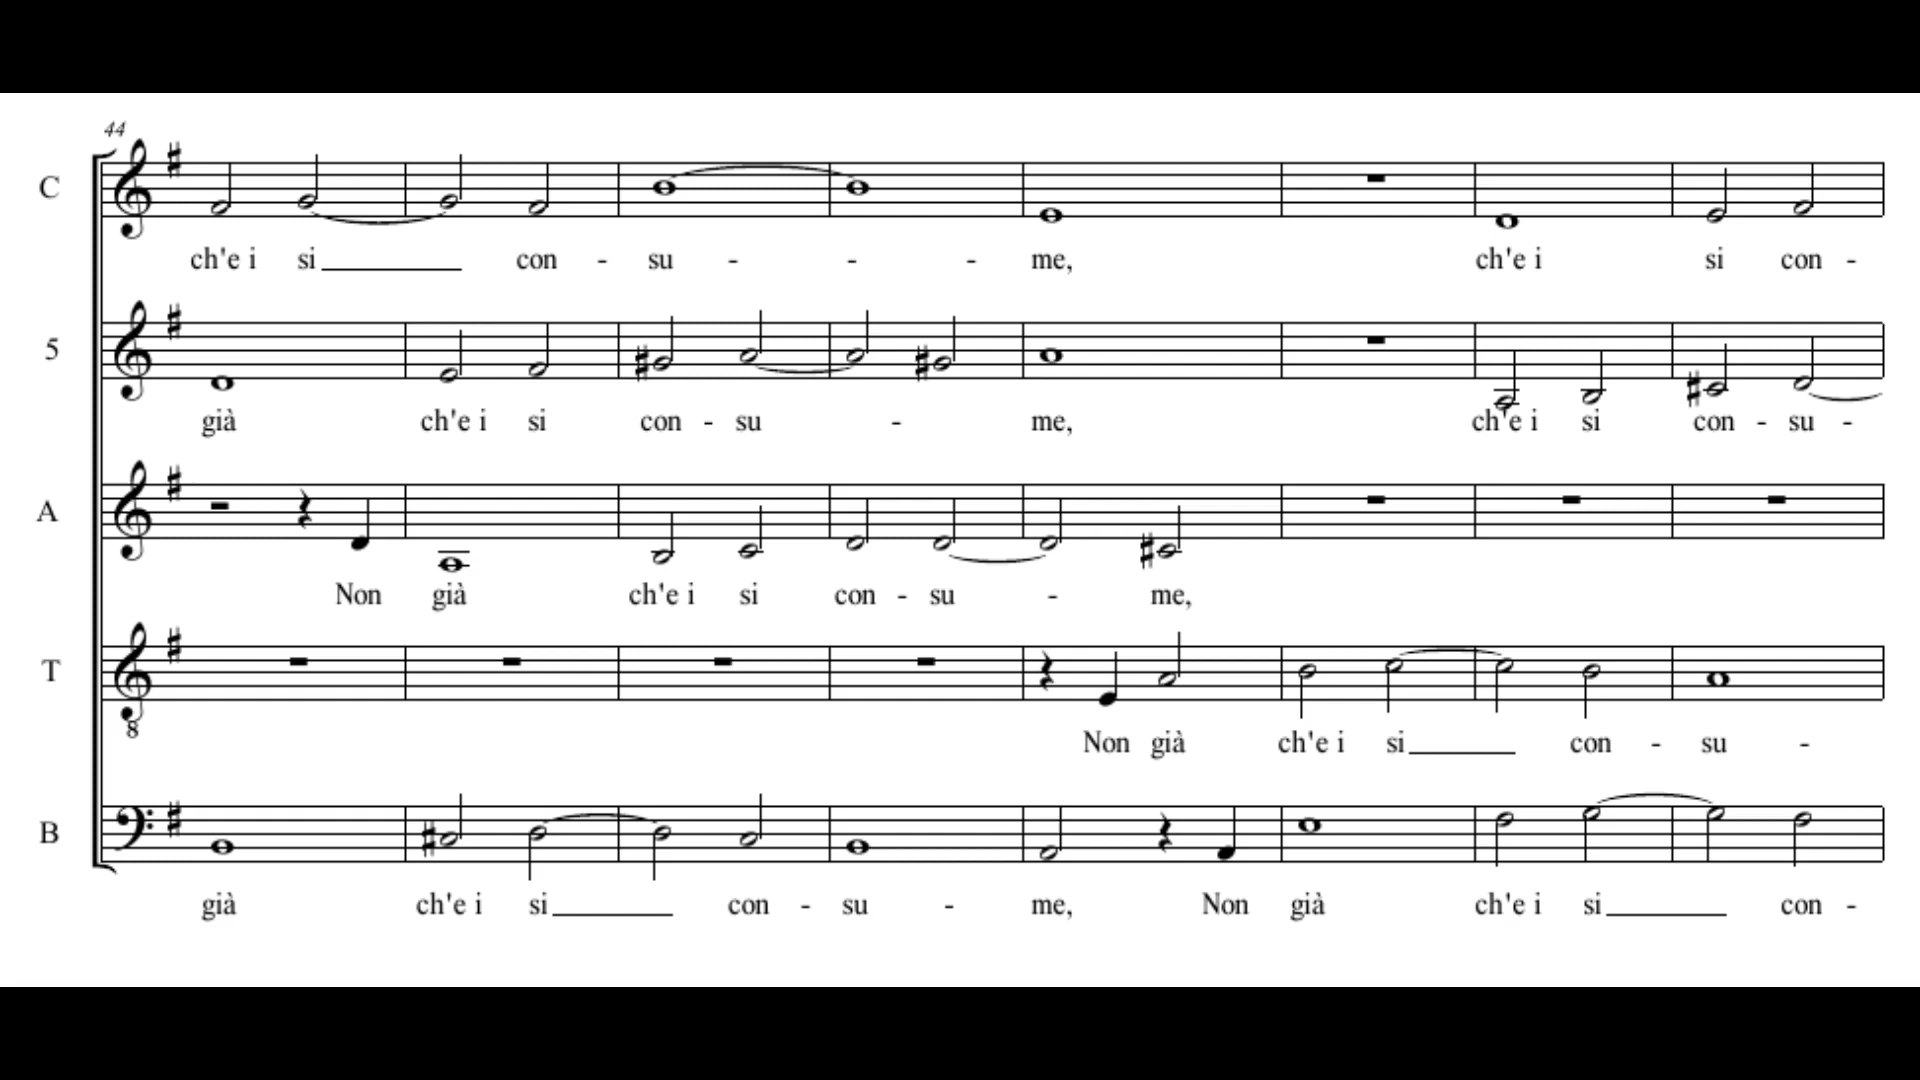 44
C
ch'e i si con - su - - - me, ch'e i si con -
5
già ch'e i si con - su - me, ch'e i si con - su -
A
Non già ch'e i si con - su - me,
T
8
Non già ch'e i si con - su -
B
già ch'e i si con - su - me, Non già ch'e i si con -